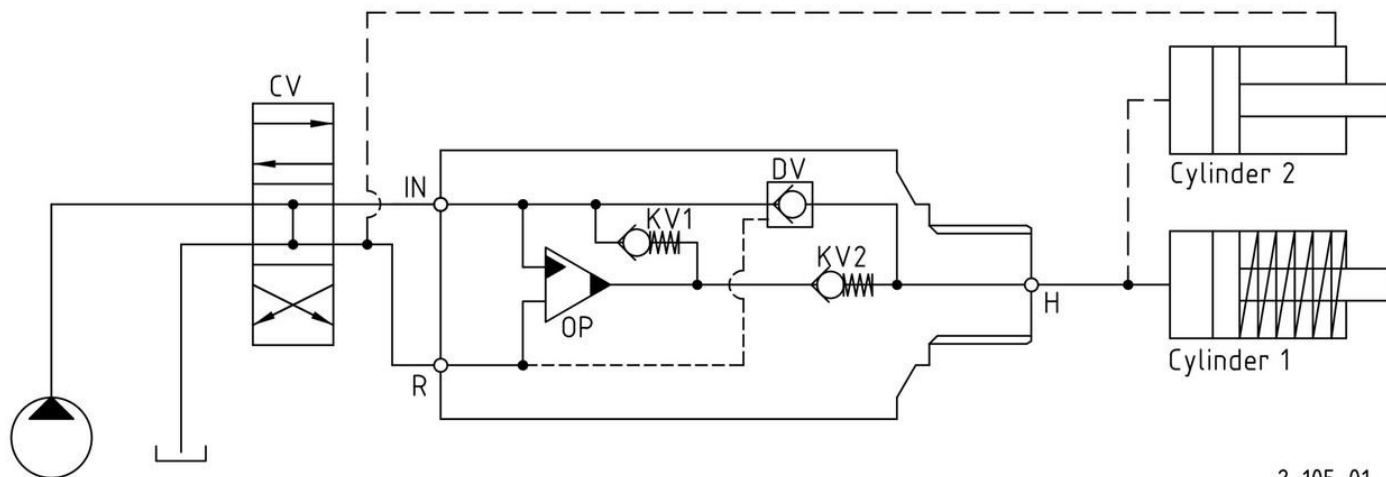 CV
IN
DV
KV1
KV2
OP
R
H
Cylinder 2
Cylinder 1